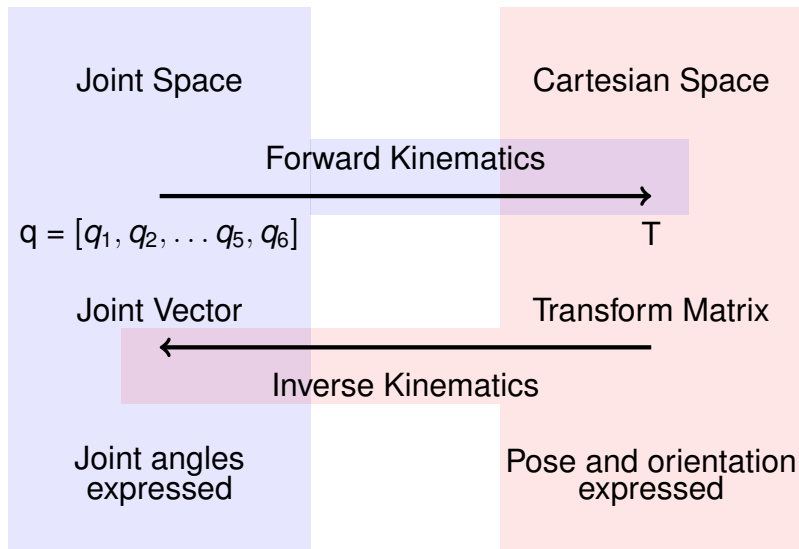 Joint Space
Cartesian Space
Forward Kinematics
q = [q₁, q₂, . . . q₅, q₆]
T
Joint Vector
Transform Matrix
Inverse Kinematics
Joint angles
expressed
Pose and orientation
expressed